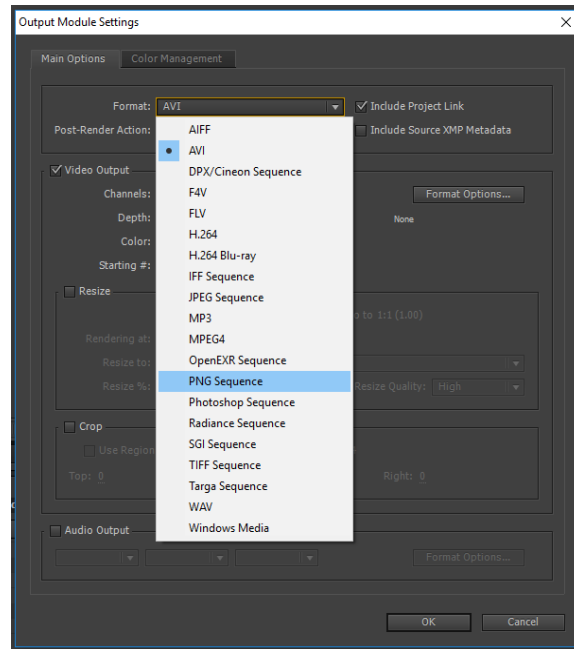 Output Module Settings
Main Options Color Management
Format: AVI Include Project Link
Post-Render Action: Include Source XMP Metadata
AIFF
AVI
DPX/Cineon Sequence
F4V
FLV
H.264
H.264 Blu-ray
IFF Sequence
JPEG Sequence
MP3
MPEG4
OpenEXR Sequence
PNG Sequence
Photoshop Sequence
Radiance Sequence
SGI Sequence
TIFF Sequence
Targa Sequence
WAV
Windows Media
Video Output
Channels: Format Options...
Depth: None
Color:
Starting #:
Resize
to 1:1 (1.00)
Rendering at:
Resize to:
Resize %: Resize Quality: High
Crop
Use Region
Top: 0 Right: 0
Audio Output
Format Options...
OK Cancel